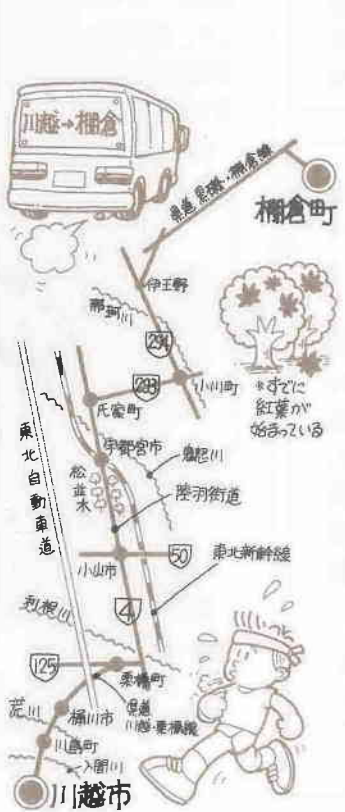 川越→棚倉
棚倉町
県道 黒磯・棚倉線
伊王野
那珂川
294
293
小川町
*すでに
紅葉が
始まっている
氏家町
宇都宮市
鬼怒川
松並木
陸羽街道
東北自動車道
50
小山市
東北新幹線
4
利根川
125
栗橋町
県道
川越・栗橋線
荒川
桶川市
川島町
入間川
川越市